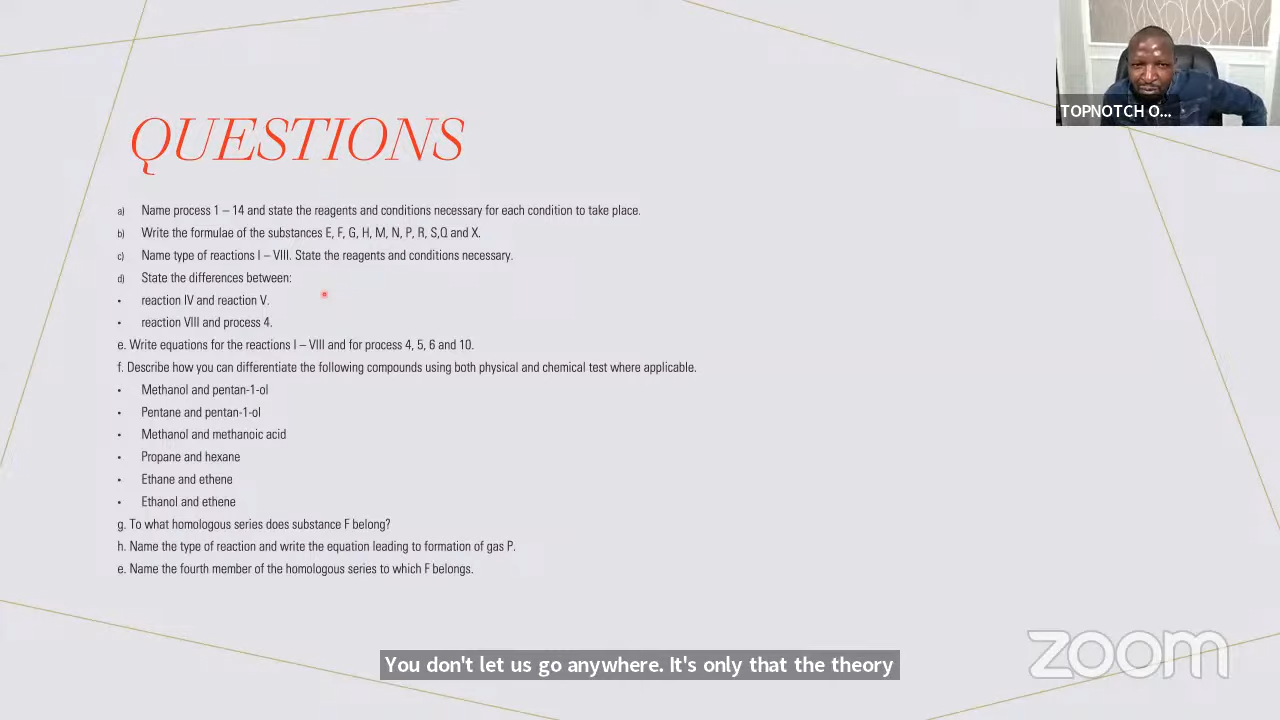 TOPNOTCH O...
QUESTIONS
a) Name process 1 – 14 and state the reagents and conditions necessary for each condition to take place.
b) Write the formulae of the substances E, F, G, H, M, N, P, R, S,Q and X.
c) Name type of reactions I – VIII. State the reagents and conditions necessary.
d) State the differences between:
• reaction IV and reaction V.
• reaction VIII and process 4.
e. Write equations for the reactions I – VIII and for process 4, 5, 6 and 10.
f. Describe how you can differentiate the following compounds using both physical and chemical test where applicable.
• Methanol and pentan-1-ol
• Pentane and pentan-1-ol
• Methanol and methanoic acid
• Propane and hexane
• Ethane and ethene
• Ethanol and ethene
g. To what homologous series does substance F belong?
h. Name the type of reaction and write the equation leading to formation of gas P.
e. Name the fourth member of the homologous series to which F belongs.
You don't let us go anywhere. It's only that the theory
zoom